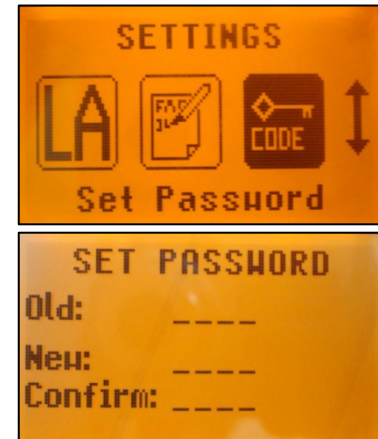 SETTINGS
LA CODE
Set Password
SET PASSWORD
Old: _ _ _ _
New: _ _ _ _
Confirm: _ _ _ _